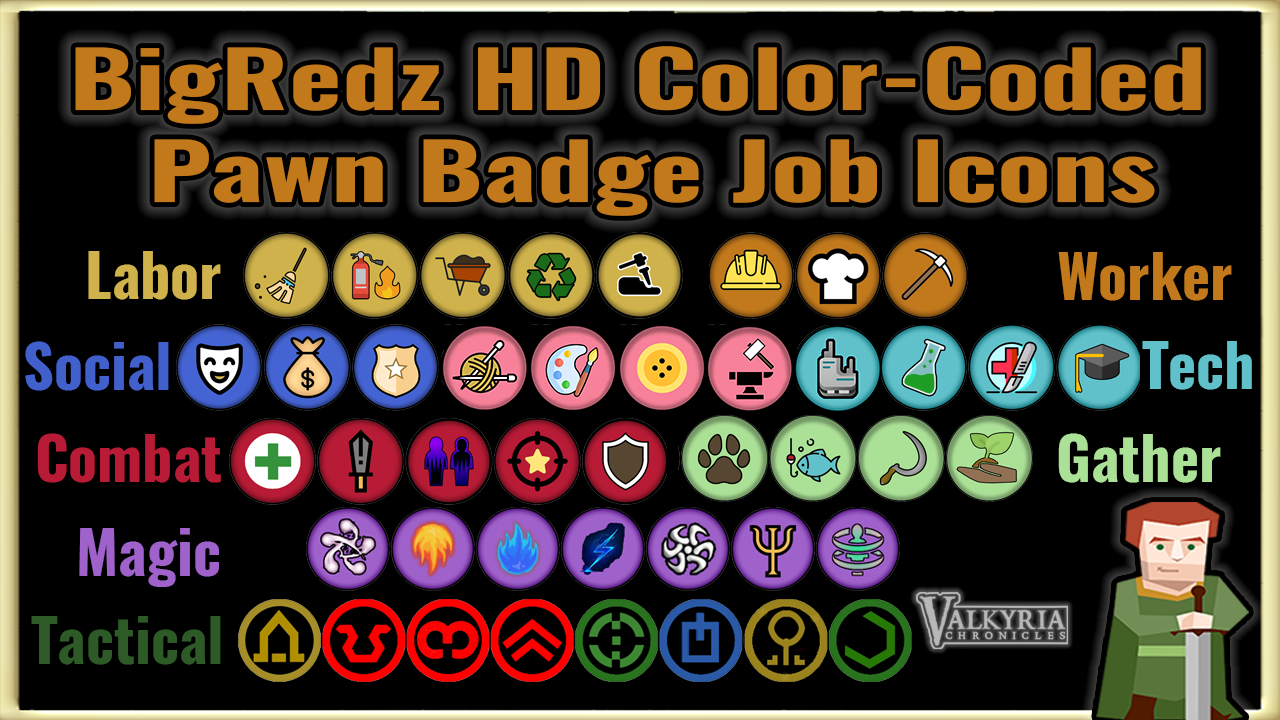 BigRedz HD Color-Coded
Pawn Badge Job Icons
Labor
Worker
Social
Tech
Combat
Gather
Magic
Tactical
VALKYRIA
CHRONICLES